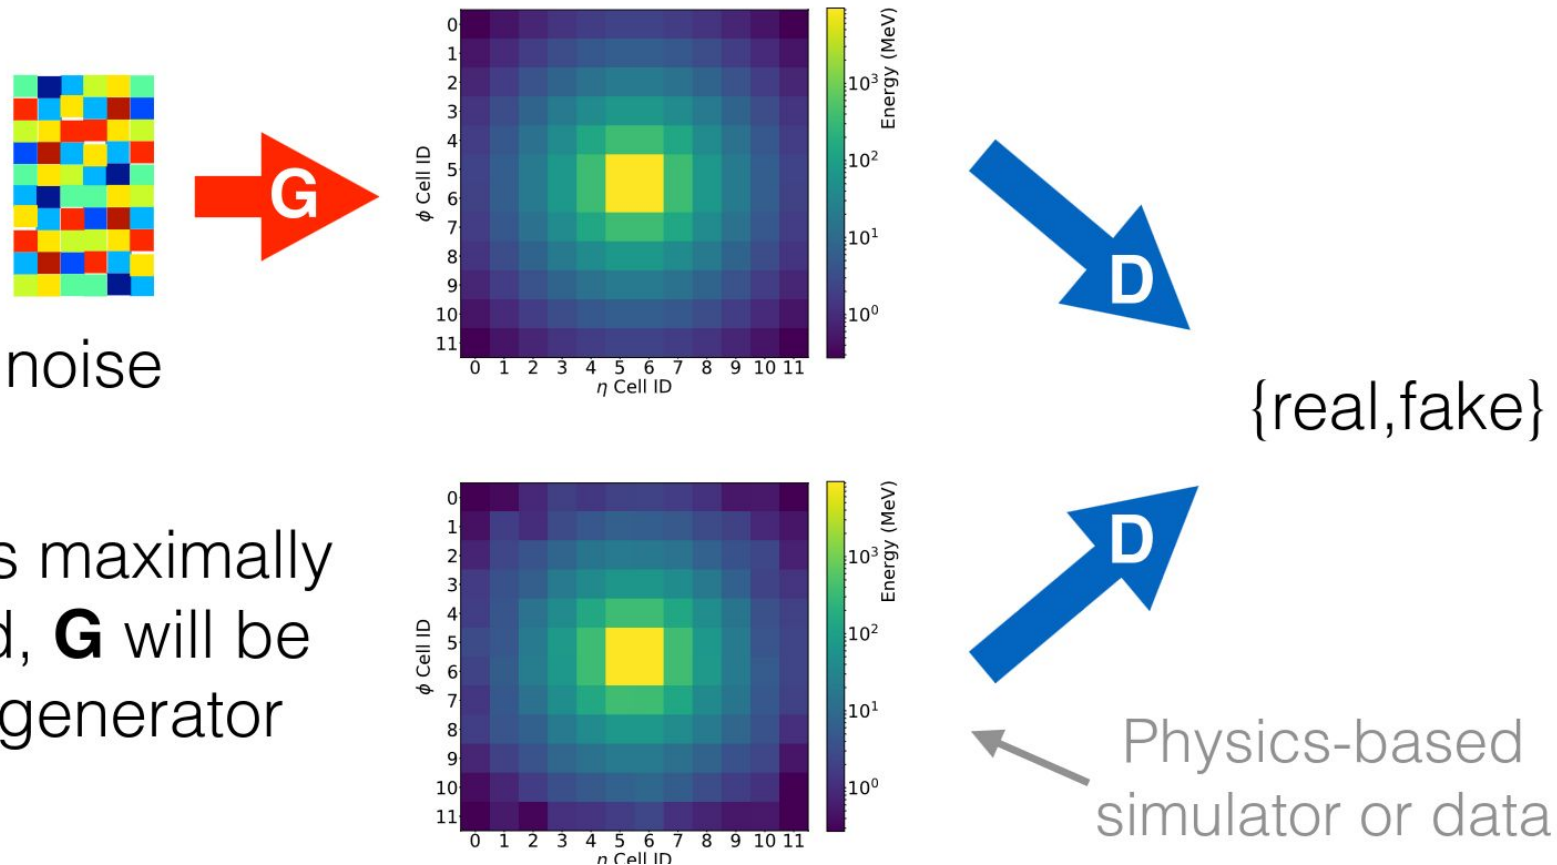 noise
G
0
1
2
3
4
5
6
7
8
9
10
11
ϕ Cell ID
0 1 2 3 4 5 6 7 8 9 10 11
η Cell ID
10³
10²
10¹
10⁰
Energy (MeV)
D
{real,fake}
s maximally
d, G will be
generator
0
1
2
3
4
5
6
7
8
9
10
11
ϕ Cell ID
0 1 2 3 4 5 6 7 8 9 10 11
η Cell ID
10³
10²
10¹
10⁰
Energy (MeV)
D
Physics-based
simulator or data